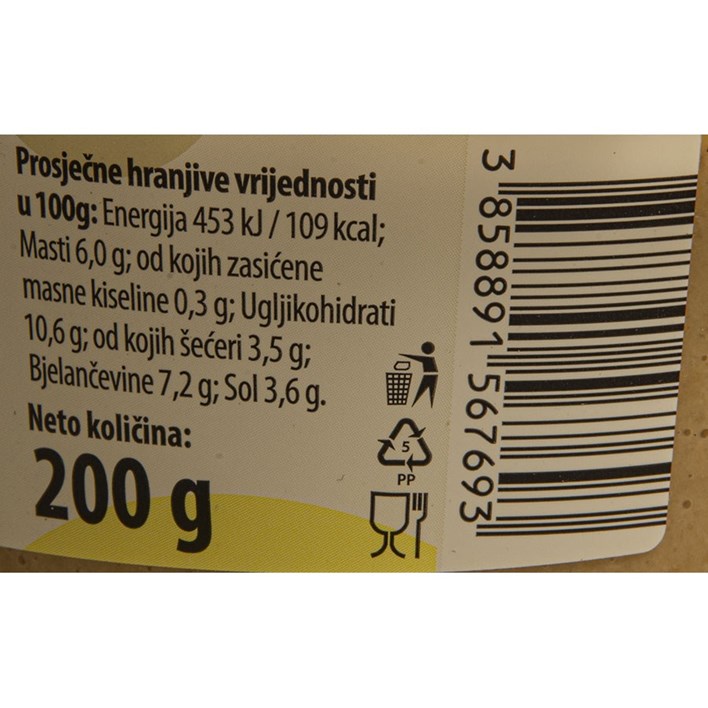 Prosječne hranjive vrijednosti
u 100g: Energija 453 kJ / 109 kcal;
Masti 6,0 g; od kojih zasićene
masne kiseline 0,3 g; Ugljikohidrati
10,6 g; od kojih šećeri 3,5 g;
Bjelančevine 7,2 g; Sol 3,6 g.
Neto količina:
200 g
5
PP
3 858891 567693